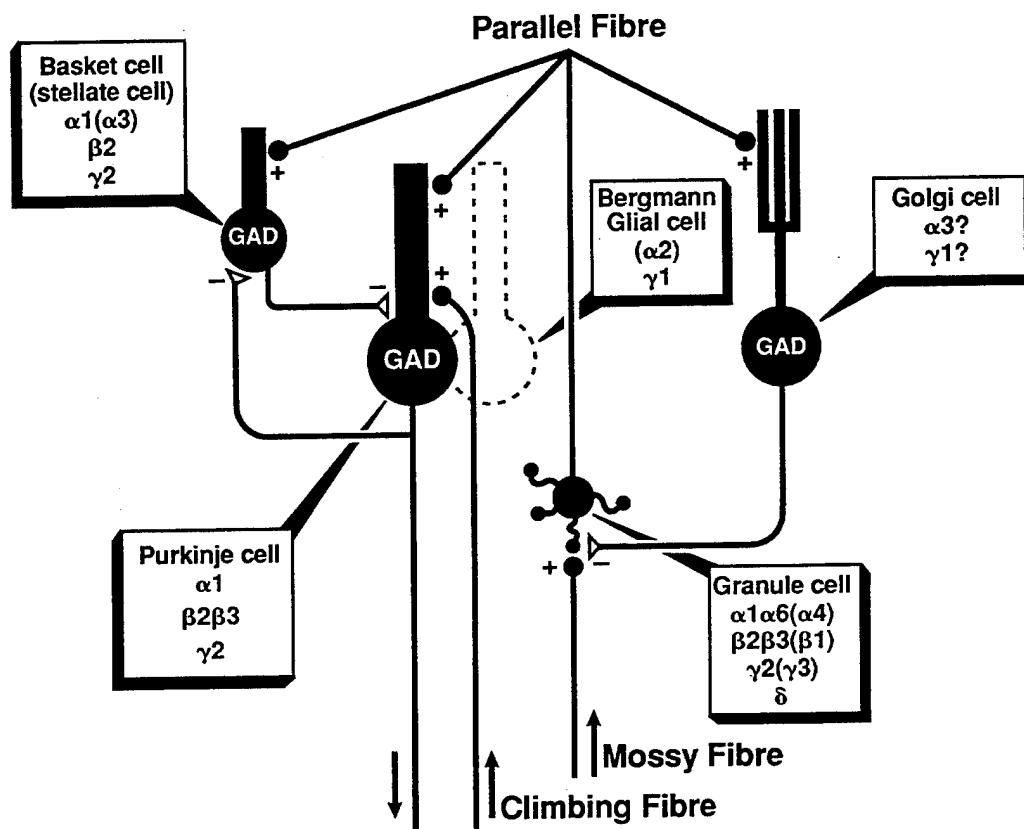 Parallel Fibre
Basket cell
(stellate cell)
α1(α3)
β2
γ2
+
GAD
−
−
+
+
GAD
Bergmann
Glial cell
(α2)
γ1
+
Golgi cell
α3?
γ1?
GAD
Purkinje cell
α1
β2β3
γ2
+
−
Granule cell
α1α6(α4)
β2β3(β1)
γ2(γ3)
δ
Mossy Fibre
Climbing Fibre